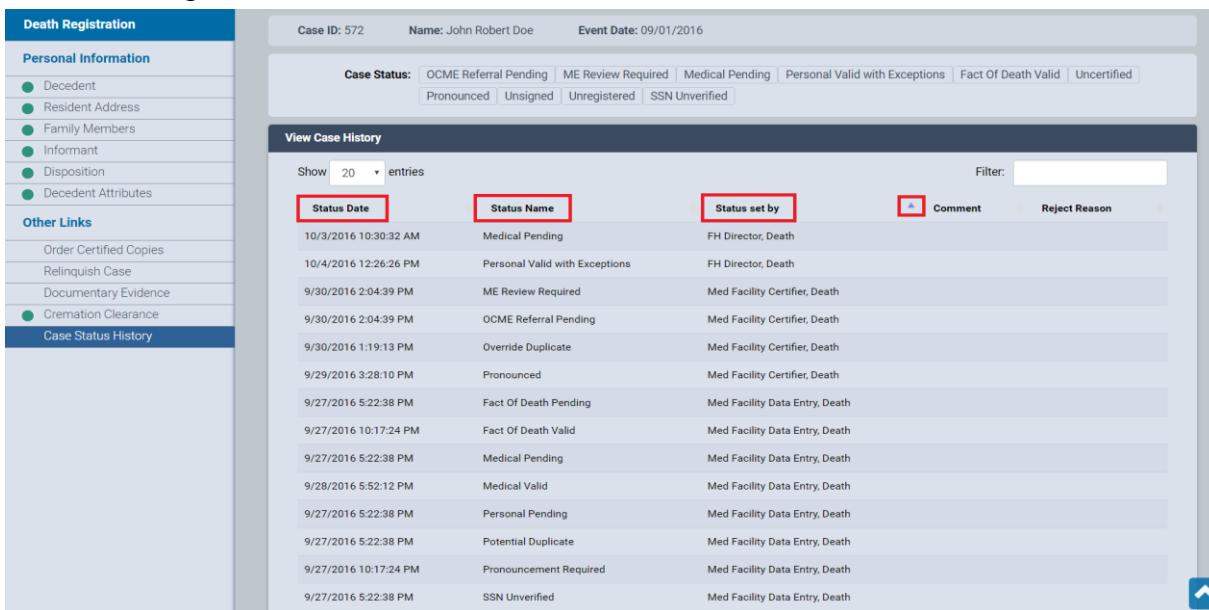 Death Registration
Personal Information
Decedent
Resident Address
Family Members
Informant
Disposition
Decedent Attributes
Other Links
Order Certified Copies
Relinquish Case
Documentary Evidence
Cremation Clearance
Case Status History
Case ID: 572 Name: John Robert Doe Event Date: 09/01/2016
Case Status: OCME Referral Pending ME Review Required Medical Pending Personal Valid with Exceptions Fact Of Death Valid Uncertified
Pronounced Unsigned Unregistered SSN Unverified
View Case History
Show 20 entries Filter:
Status Date Status Name Status set by Comment Reject Reason
10/3/2016 10:30:32 AM Medical Pending FH Director, Death
10/4/2016 12:26:26 PM Personal Valid with Exceptions FH Director, Death
9/30/2016 2:04:39 PM ME Review Required Med Facility Certifier, Death
9/30/2016 2:04:39 PM OCME Referral Pending Med Facility Certifier, Death
9/30/2016 1:19:13 PM Override Duplicate Med Facility Certifier, Death
9/29/2016 3:28:10 PM Pronounced Med Facility Certifier, Death
9/27/2016 5:22:38 PM Fact Of Death Pending Med Facility Data Entry, Death
9/27/2016 10:17:24 PM Fact Of Death Valid Med Facility Data Entry, Death
9/27/2016 5:22:38 PM Medical Pending Med Facility Data Entry, Death
9/28/2016 5:52:12 PM Medical Valid Med Facility Data Entry, Death
9/27/2016 5:22:38 PM Personal Pending Med Facility Data Entry, Death
9/27/2016 5:22:38 PM Potential Duplicate Med Facility Data Entry, Death
9/27/2016 10:17:24 PM Pronouncement Required Med Facility Data Entry, Death
9/27/2016 5:22:38 PM SSN Unverified Med Facility Data Entry, Death